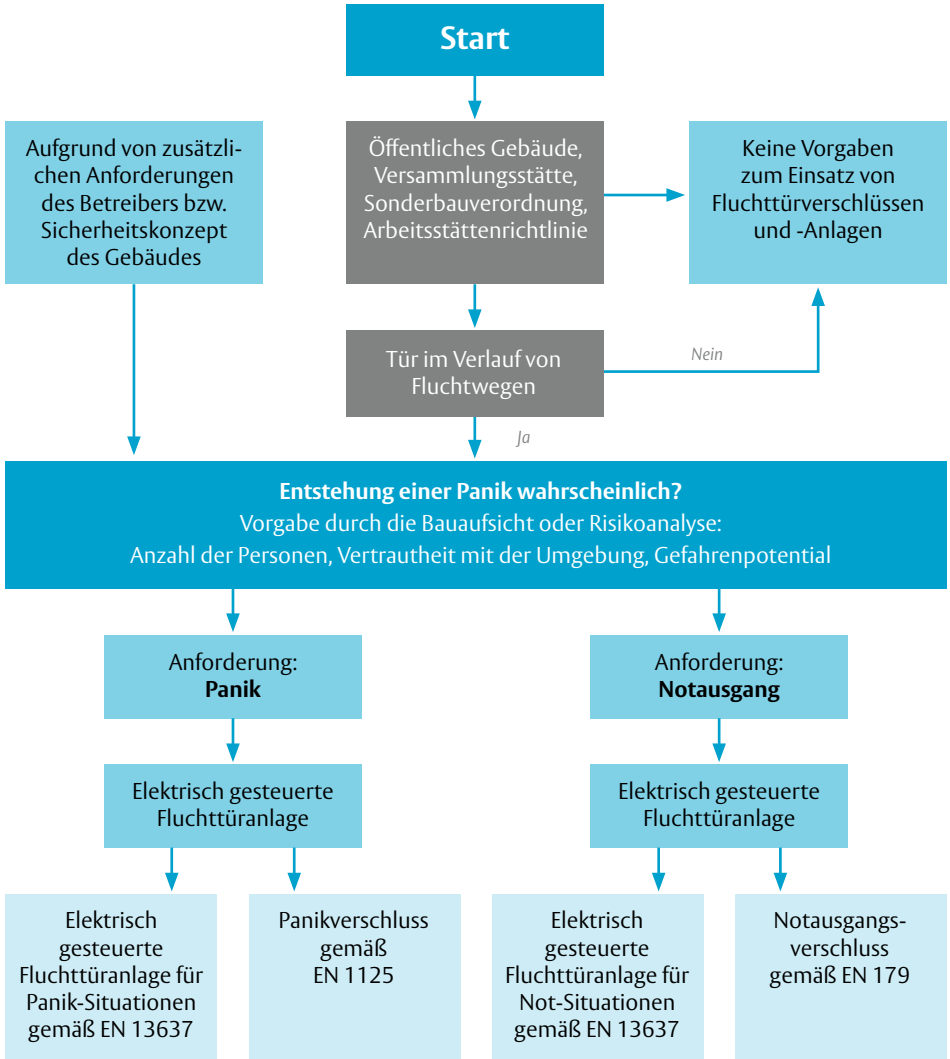 Start
Aufgrund von zusätzli-
chen Anforderungen
des Betreibers bzw.
Sicherheitskonzept
des Gebäudes
Öffentliches Gebäude,
Versammlungsstätte,
Sonderbauverordnung,
Arbeitsstättenrichtlinie
Keine Vorgaben
zum Einsatz von
Fluchttürverschlüssen
und -Anlagen
Tür im Verlauf von
Fluchtwegen
Nein
Ja
Entstehung einer Panik wahrscheinlich?
Vorgabe durch die Bauaufsicht oder Risikoanalyse:
Anzahl der Personen, Vertrautheit mit der Umgebung, Gefahrenpotential
Anforderung:
Panik
Anforderung:
Notausgang
Elektrisch gesteuerte
Fluchttüranlage
Elektrisch gesteuerte
Fluchttüranlage
Elektrisch
gesteuerte
Fluchttüranlage für
Panik-Situationen
gemäß EN 13637
Panikverschluss
gemäß
EN 1125
Elektrisch
gesteuerte
Fluchttüranlage für
Not-Situationen
gemäß EN 13637
Notausgangs-
verschluss
gemäß EN 179